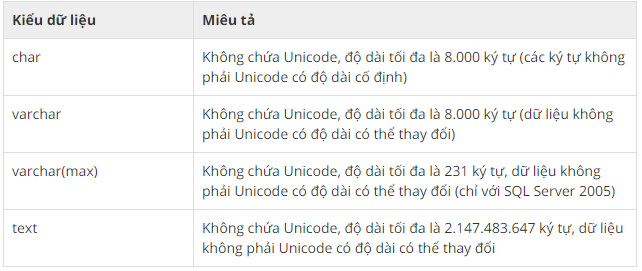 Kiểu dữ liệu Miêu tả
char Không chứa Unicode, độ dài tối đa là 8.000 ký tự (các ký tự không
phải Unicode có độ dài cố định)
varchar Không chứa Unicode, độ dài tối đa là 8.000 ký tự (dữ liệu không
phải Unicode có độ dài có thể thay đổi)
varchar(max) Không chứa Unicode, độ dài tối đa là 231 ký tự, dữ liệu không
phải Unicode có độ dài có thể thay đổi (chỉ với SQL Server 2005)
text Không chứa Unicode, độ dài tối đa là 2.147.483.647 ký tự, dữ liệu
không phải Unicode có độ dài có thể thay đổi